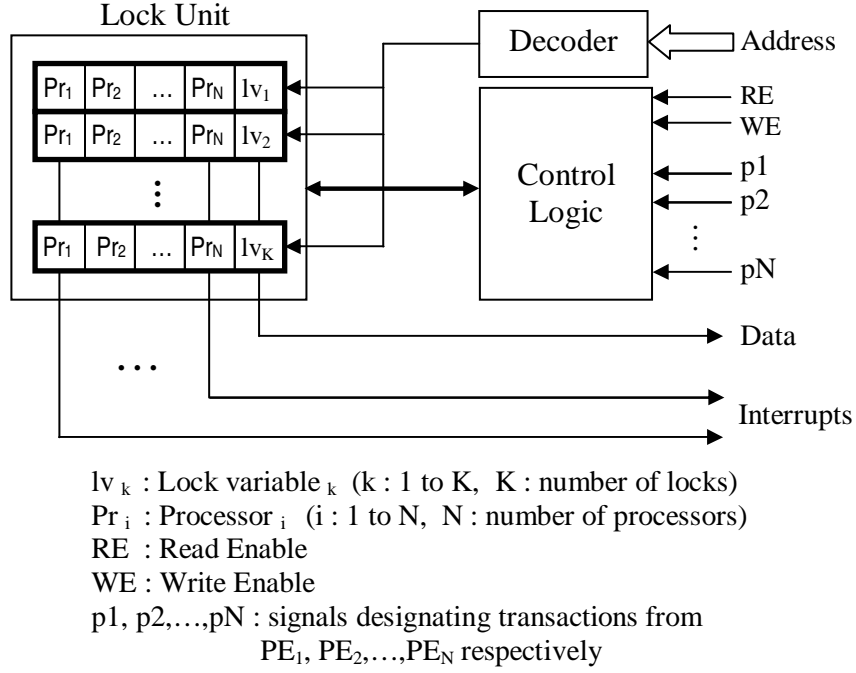 Lock Unit
Decoder
Address
Pr1 Pr2 ... PrN lv1
Pr1 Pr2 ... PrN lv2
⋮
Pr1 Pr2 ... PrN lvK
Control
Logic
RE
WE
p1
p2
⋮
pN
Data
...
Interrupts
lv k : Lock variable k (k : 1 to K, K : number of locks)
Pr i : Processor i (i : 1 to N, N : number of processors)
RE : Read Enable
WE : Write Enable
p1, p2,…,pN : signals designating transactions from
PE1, PE2,…,PEN respectively